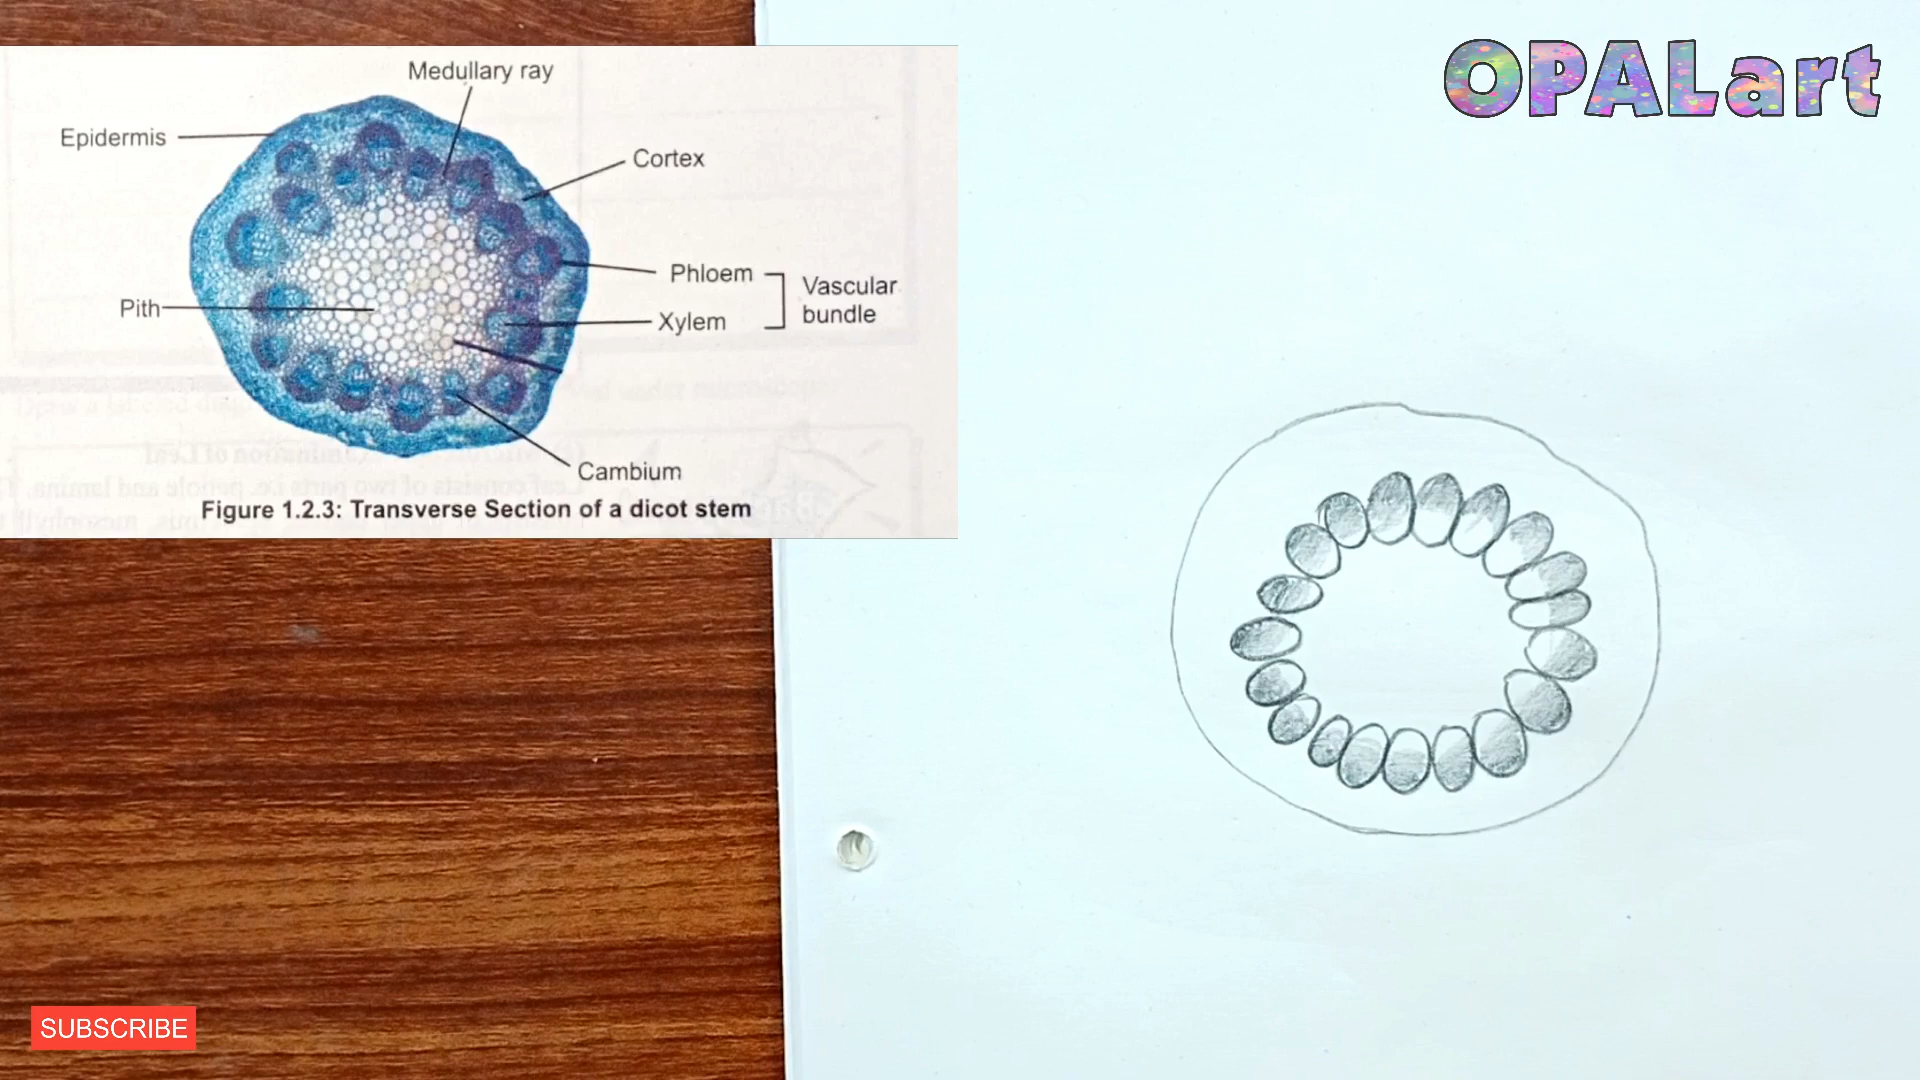 OPALart
Medullary ray
Epidermis
Cortex
Phloem
Vascular
bundle
Pith
Xylem
Cambium
Figure 1.2.3: Transverse Section of a dicot stem
SUBSCRIBE